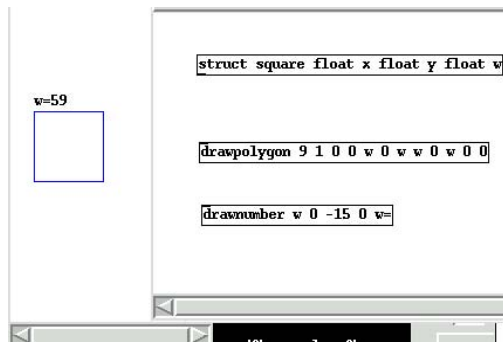 struct square float x float y float w
w=59
drawpolygon 9 1 0 0 w 0 w w 0 w 0 0
drawnumber w 0 -15 0 w=